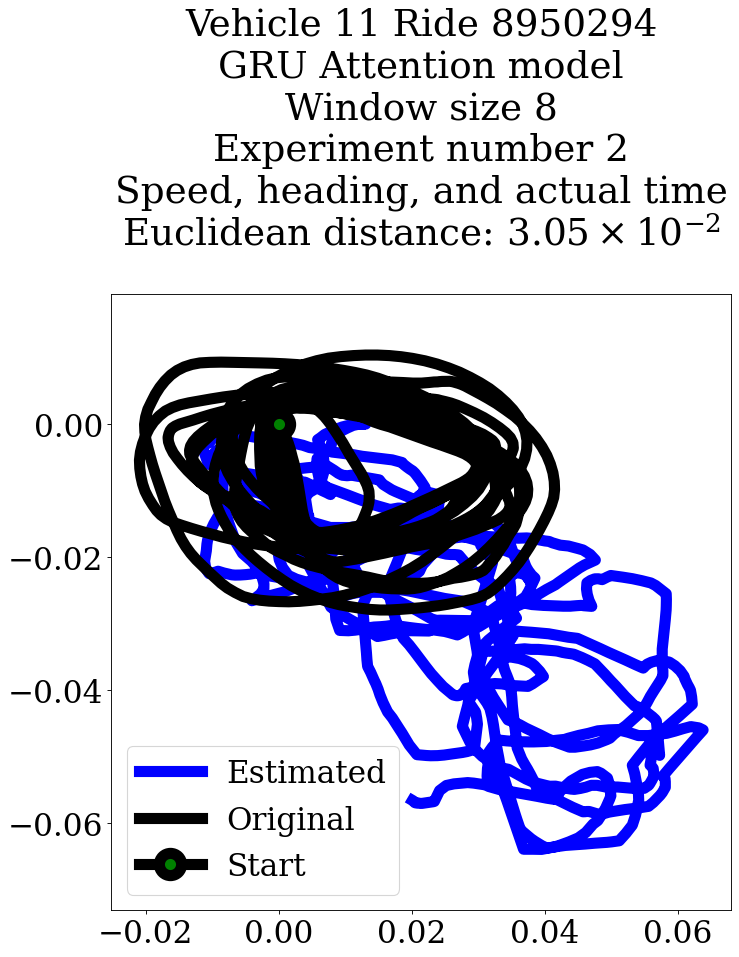 Vehicle 11 Ride 8950294
GRU Attention model
Window size 8
Experiment number 2
Speed, heading, and actual time
Euclidean distance: 3.05 × 10⁻²
0.00
−0.02
−0.04
−0.06
Estimated
Original
Start
−0.02 0.00 0.02 0.04 0.06